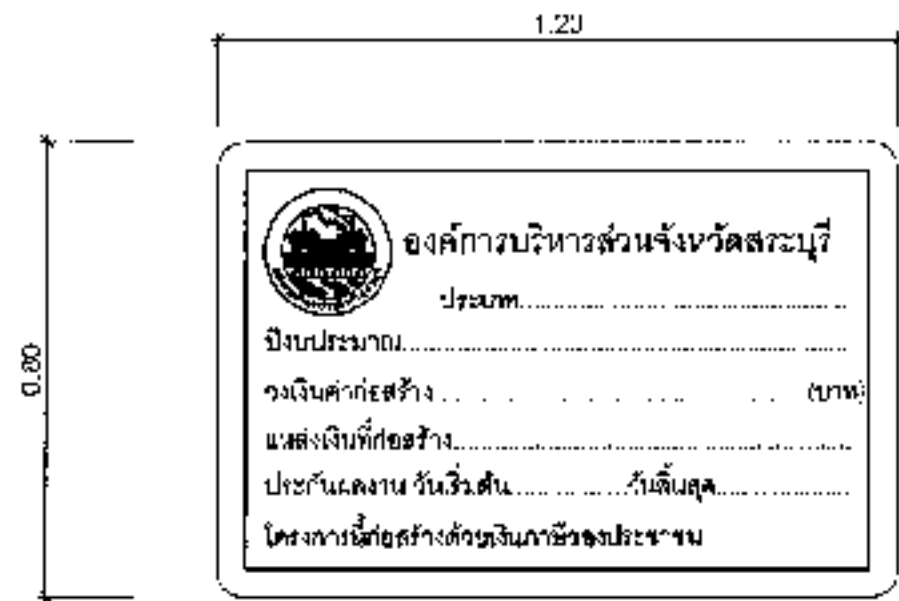 1.20
0.80
องค์การบริหารส่วนจังหวัดสระบุรี
ประเภท..............................
ปีงบประมาณ..............................
วงเงินค่าก่อสร้าง.............................. (บาท)
แหล่งเงินที่ก่อสร้าง..............................
ประกันผลงาน วันเริ่มต้น...............วันสิ้นสุด...............
โครงการนี้ก่อสร้างด้วยเงินภาษีของประชาชน